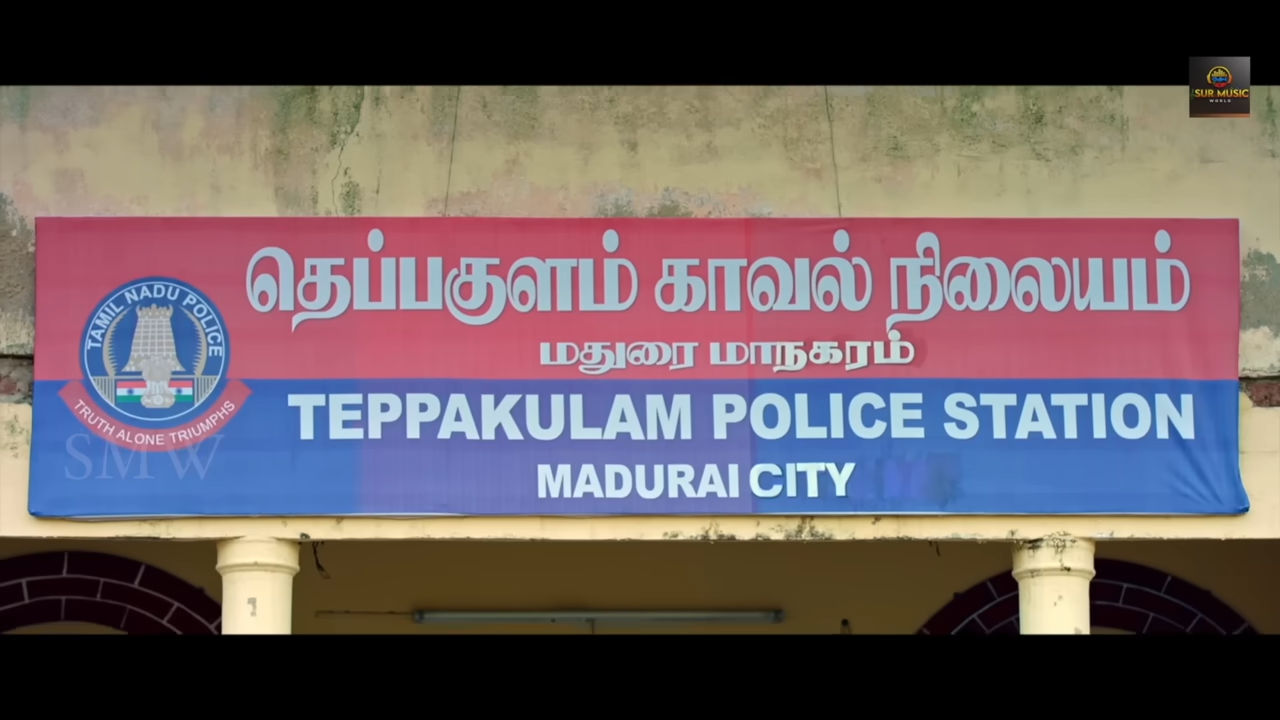 SUR MUSIC
WORLD
தெப்பகுளம் காவல் நிலையம்
மதுரை மாநகரம்
TAMIL NADU POLICE
TRUTH ALONE TRIUMPHS
TEPPAKULAM POLICE STATION
MADURAI CITY
SMW